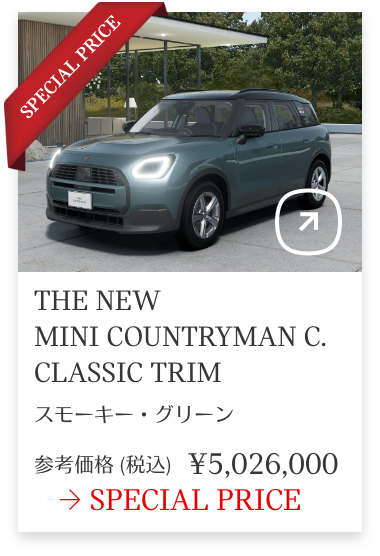 SPECIAL PRICE
THE NEW
MINI COUNTRYMAN C.
CLASSIC TRIM
スモーキー・グリーン
参考価格 (税込) ¥5,026,000
→ SPECIAL PRICE